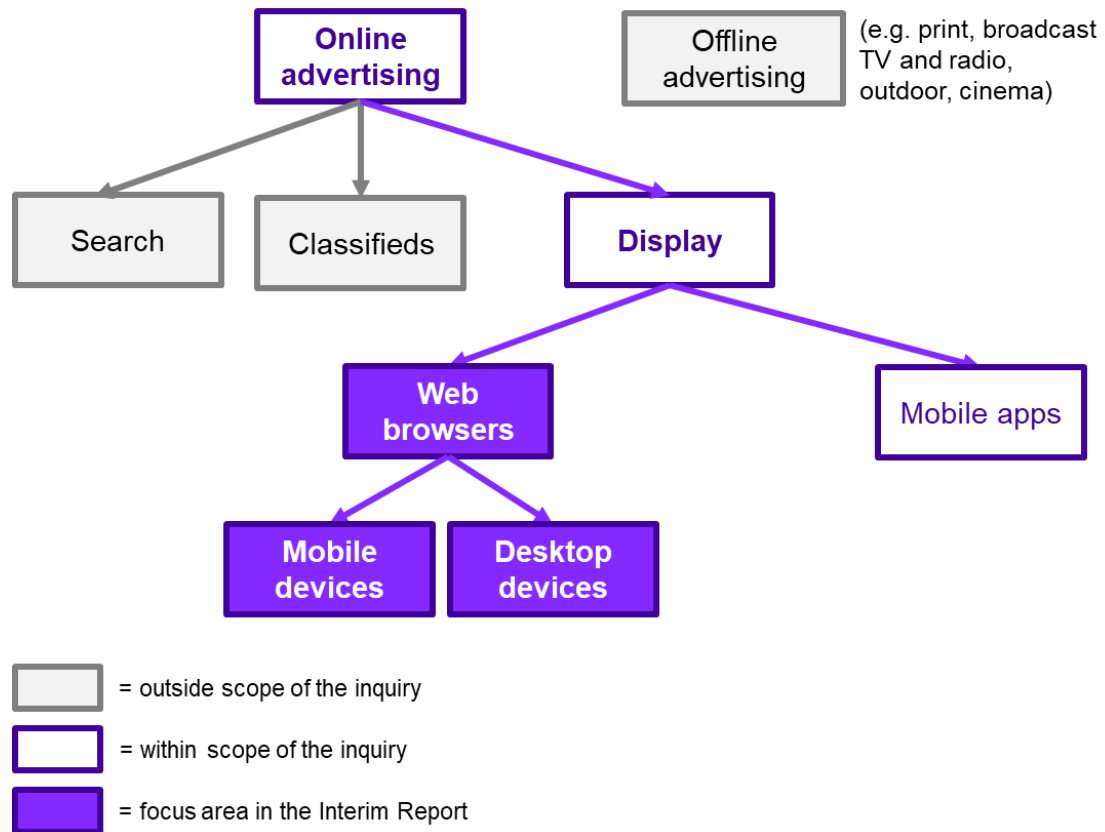 Online
advertising
Offline
advertising
(e.g. print, broadcast
TV and radio,
outdoor, cinema)
Search
Classifieds
Display
Web
browsers
Mobile apps
Mobile
devices
Desktop
devices
= outside scope of the inquiry
= within scope of the inquiry
= focus area in the Interim Report